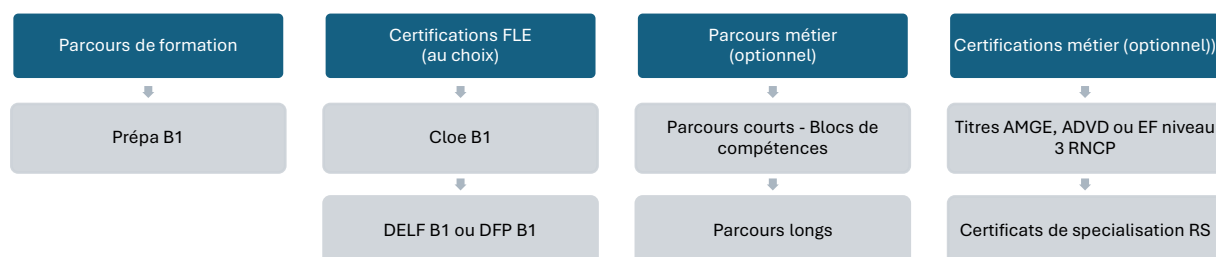 Parcours de formation
Certifications FLE
(au choix)
Parcours métier
(optionnel)
Certifications métier (optionnel))
Prépa B1
Cloe B1
Parcours courts - Blocs de
compétences
Titres AMGE, ADVD ou EF niveau
3 RNCP
DELF B1 ou DFP B1
Parcours longs
Certificats de specialisation RS